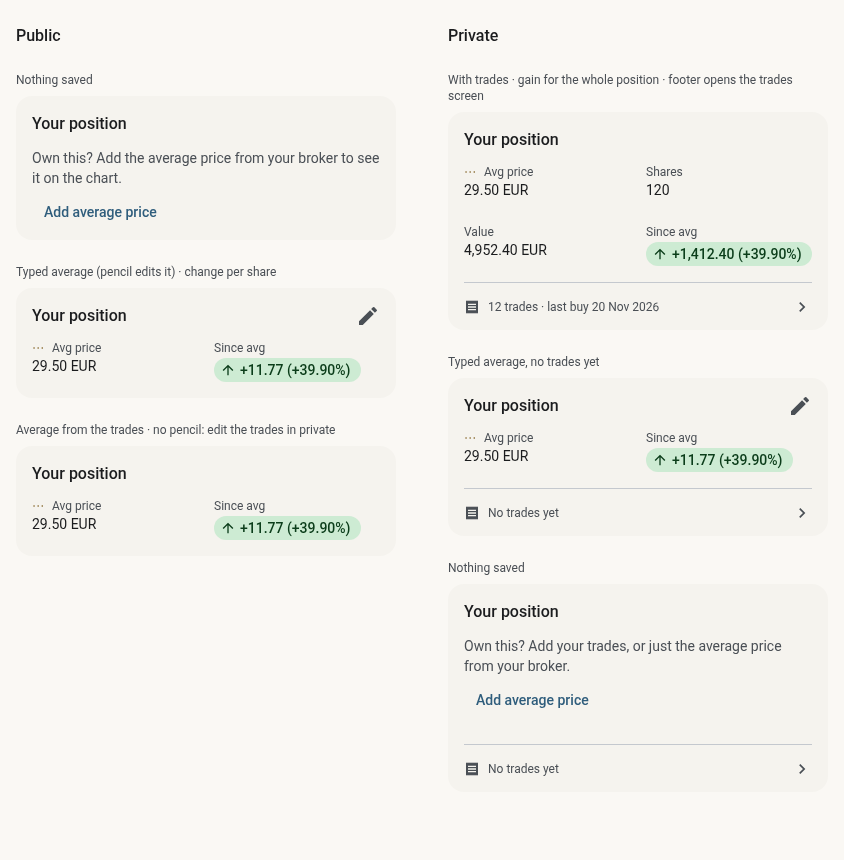 Public
Nothing saved
Your position
Own this? Add the average price from your broker to see
it on the chart.
Add average price
Typed average (pencil edits it) · change per share
Your position
Avg price
Since avg
29.50 EUR
+11.77 (+39.90%)
Average from the trades · no pencil: edit the trades in private
Your position
Avg price
Since avg
29.50 EUR
+11.77 (+39.90%)
Private
With trades · gain for the whole position · footer opens the trades
screen
Your position
Avg price
Shares
29.50 EUR
120
Value
Since avg
4,952.40 EUR
+1,412.40 (+39.90%)
12 trades · last buy 20 Nov 2026
Typed average, no trades yet
Your position
Avg price
Since avg
29.50 EUR
+11.77 (+39.90%)
No trades yet
Nothing saved
Your position
Own this? Add your trades, or just the average price
from your broker.
Add average price
No trades yet